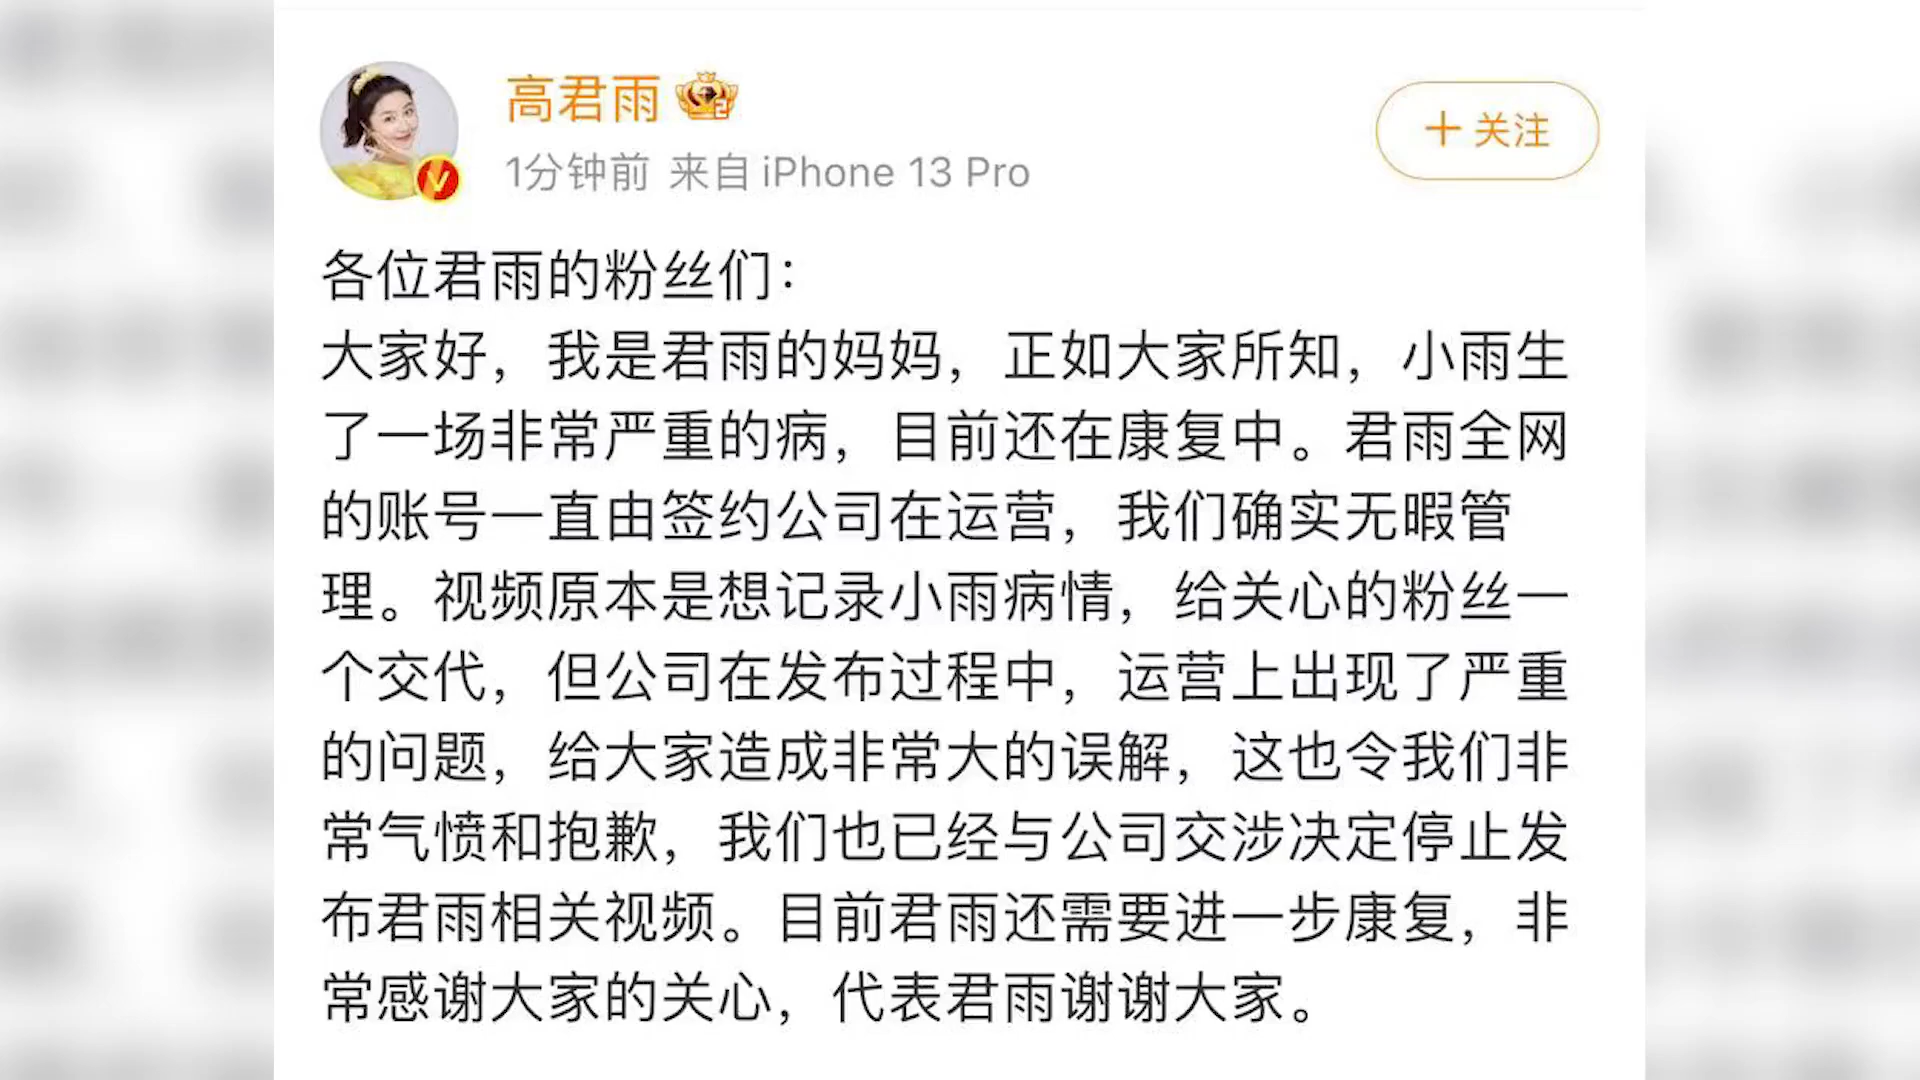 高君雨
1分钟前 来自 iPhone 13 Pro
+关注
各位君雨的粉丝们：
大家好，我是君雨的妈妈，正如大家所知，小雨生
了一场非常严重的病，目前还在康复中。君雨全网
的账号一直由签约公司在运营，我们确实无暇管
理。视频原本是想记录小雨病情，给关心的粉丝一
个交代，但公司在发布过程中，运营上出现了严重
的问题，给大家造成非常大的误解，这也令我们非
常气愤和抱歉，我们也已经与公司交涉决定停止发
布君雨相关视频。目前君雨还需要进一步康复，非
常感谢大家的关心，代表君雨谢谢大家。